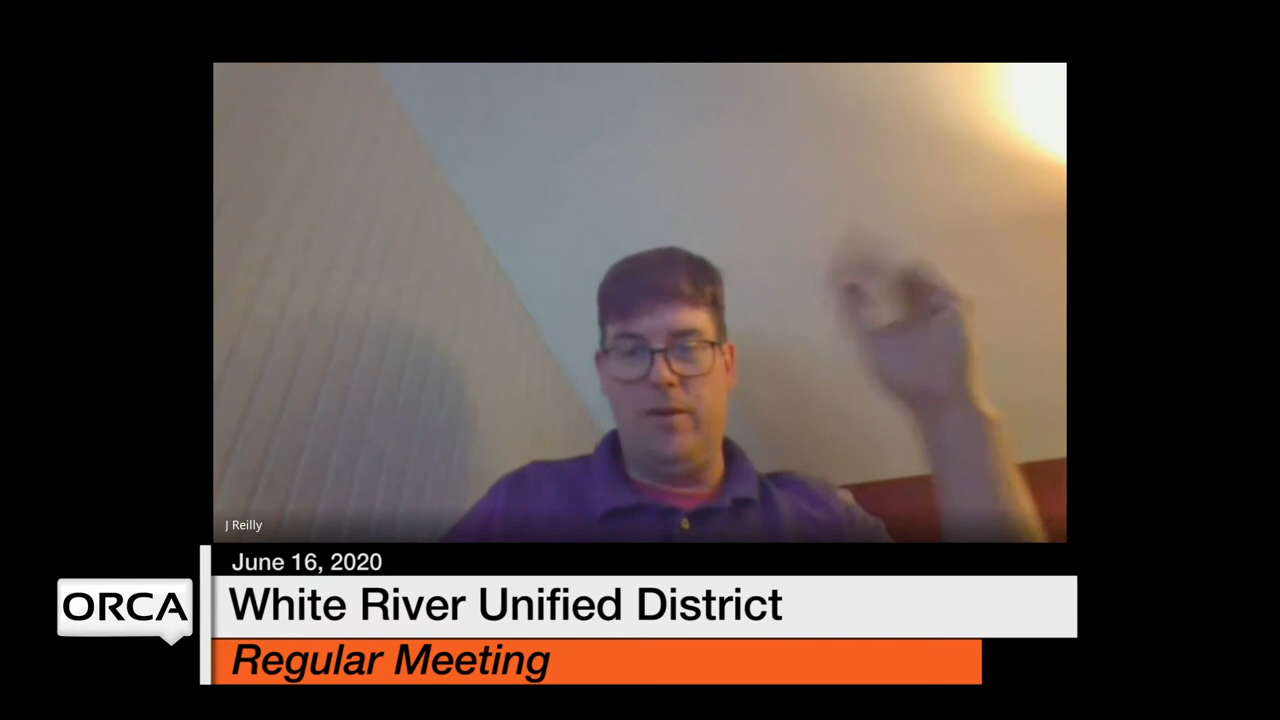 J Reilly
June 16, 2020
White River Unified District
ORCA
Regular Meeting